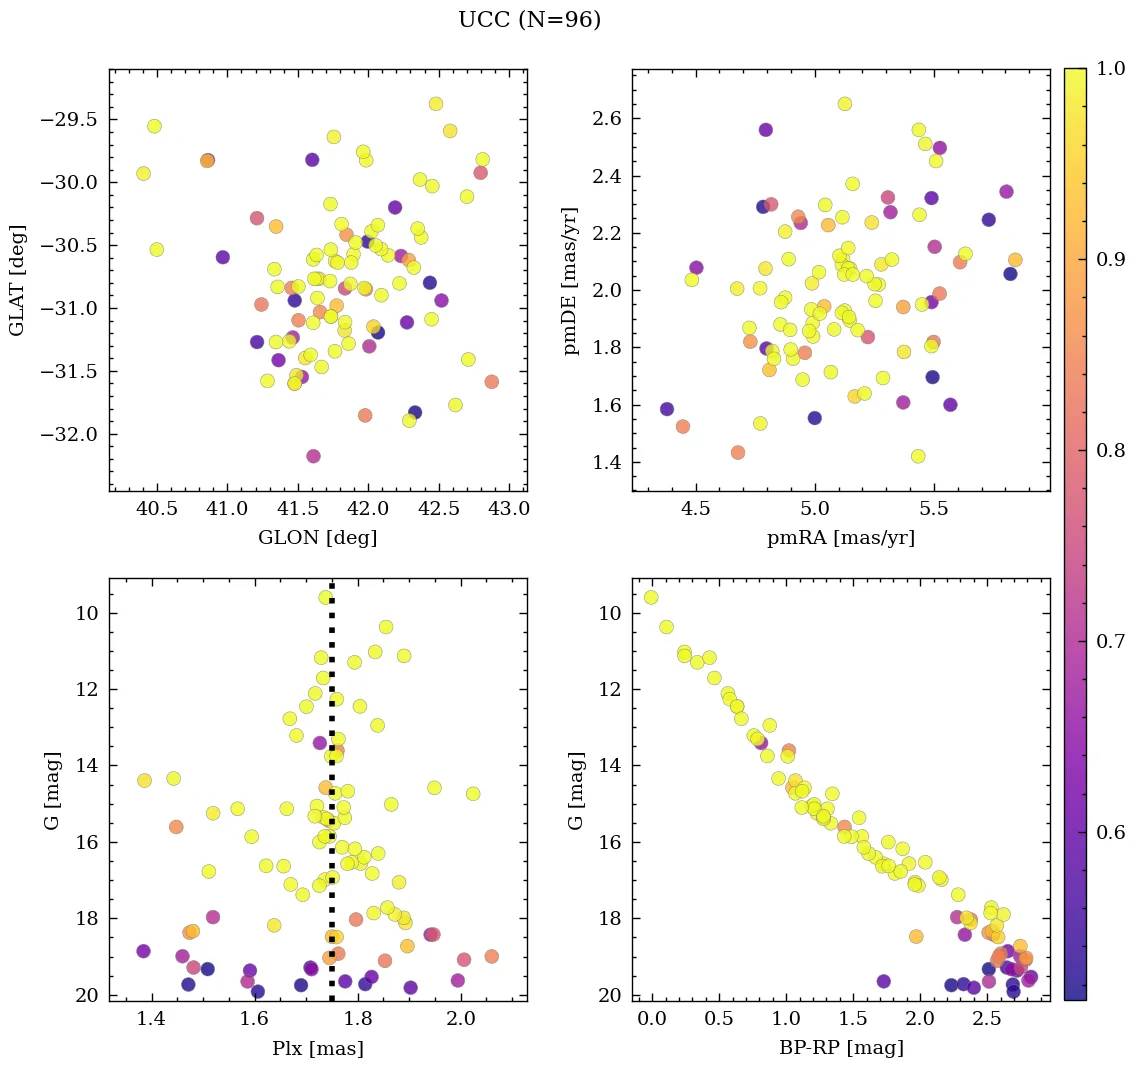 UCC (N=96)
−29.5
−30.0
−30.5
−31.0
−31.5
−32.0
GLAT [deg]
40.5 41.0 41.5 42.0 42.5 43.0
GLON [deg]
2.6
2.4
2.2
2.0
1.8
1.6
1.4
pmDE [mas/yr]
4.5 5.0 5.5
pmRA [mas/yr]
1.0
0.9
0.8
0.7
0.6
10
12
14
16
18
20
G [mag]
1.4 1.6 1.8 2.0
Plx [mas]
10
12
14
16
18
20
G [mag]
0.0 0.5 1.0 1.5 2.0 2.5
BP-RP [mag]